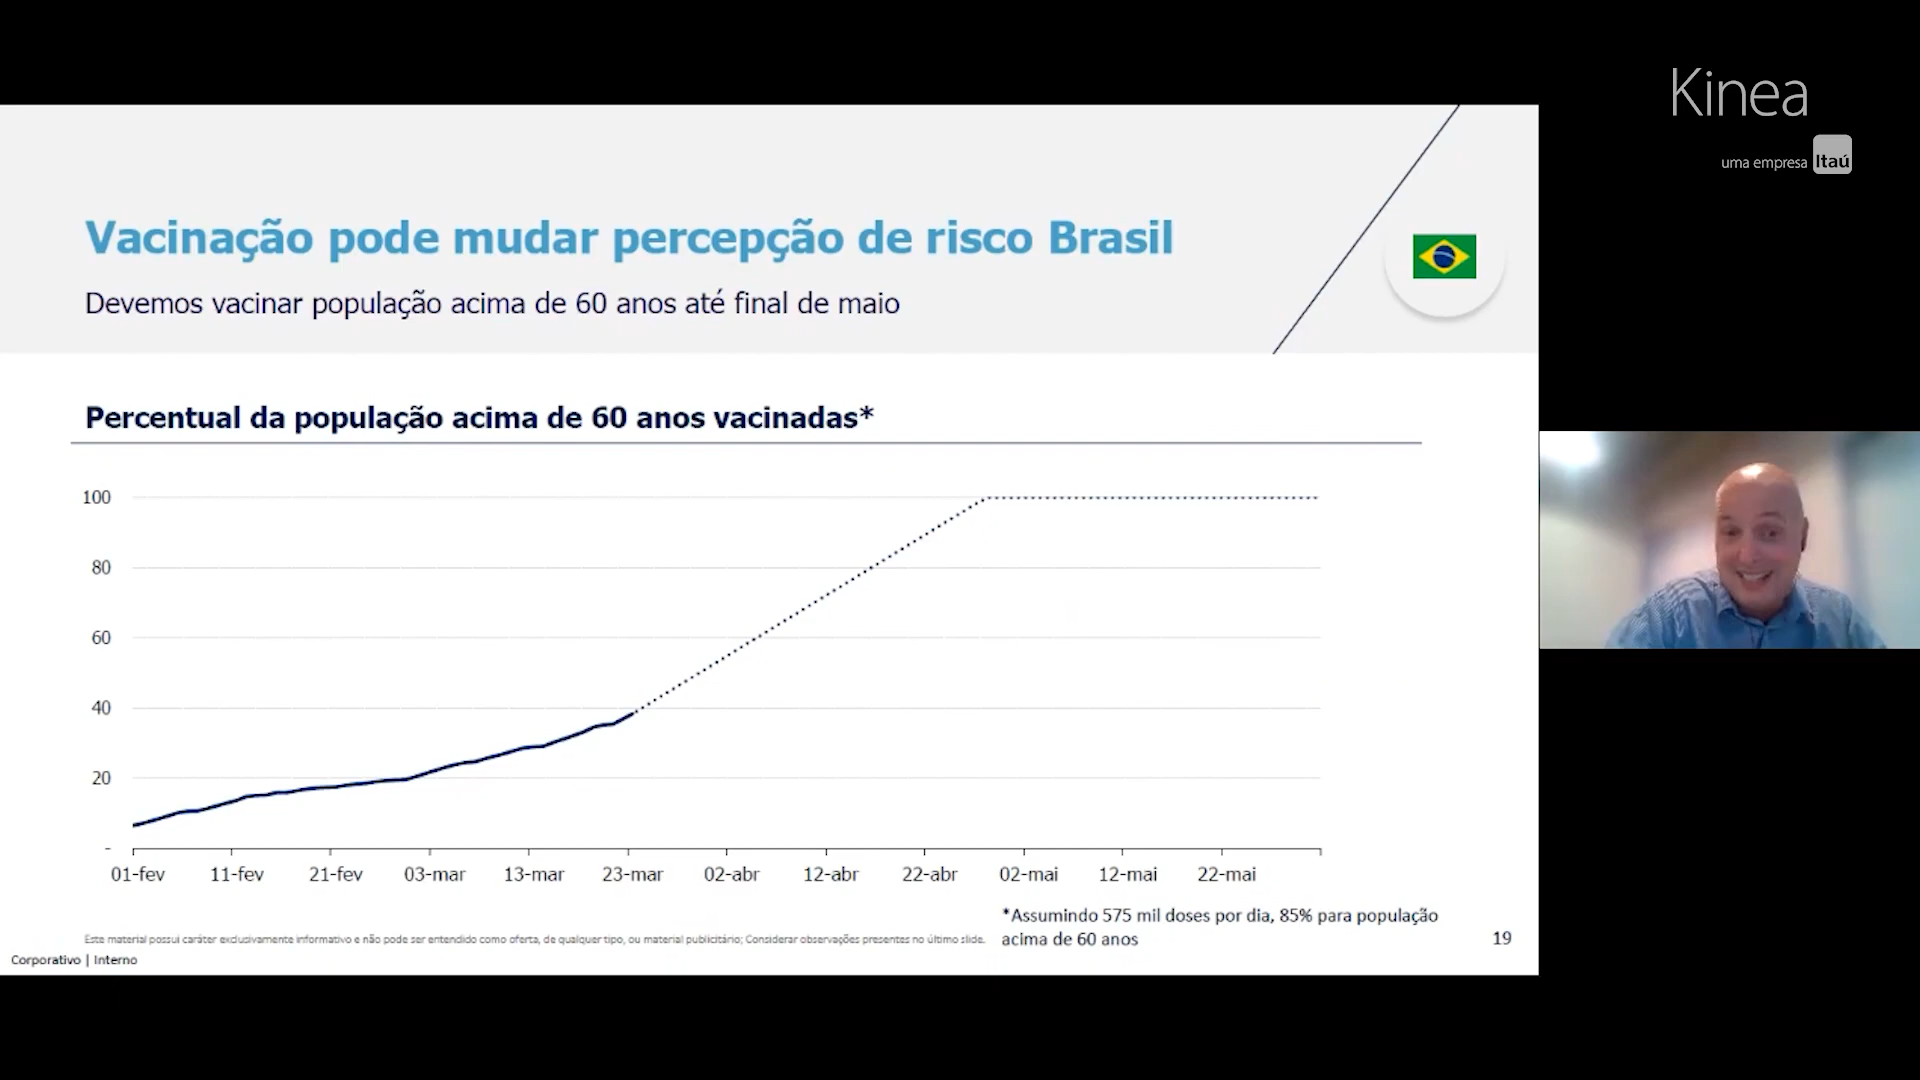 Kinea
uma empresa Itaú
Vacinação pode mudar percepção de risco Brasil
Devemos vacinar população acima de 60 anos até final de maio
Percentual da população acima de 60 anos vacinadas*
100
80
60
40
20
-
01-fev 11-fev 21-fev 03-mar 13-mar 23-mar 02-abr 12-abr 22-abr 02-mai 12-mai 22-mai
*Assumindo 575 mil doses por dia, 85% para população
acima de 60 anos
Este material possui caráter exclusivamente informativo e não pode ser entendido como oferta, de qualquer tipo, ou material publicitário; Considerar observações presentes no último slide.
19
Corporativo | Interno